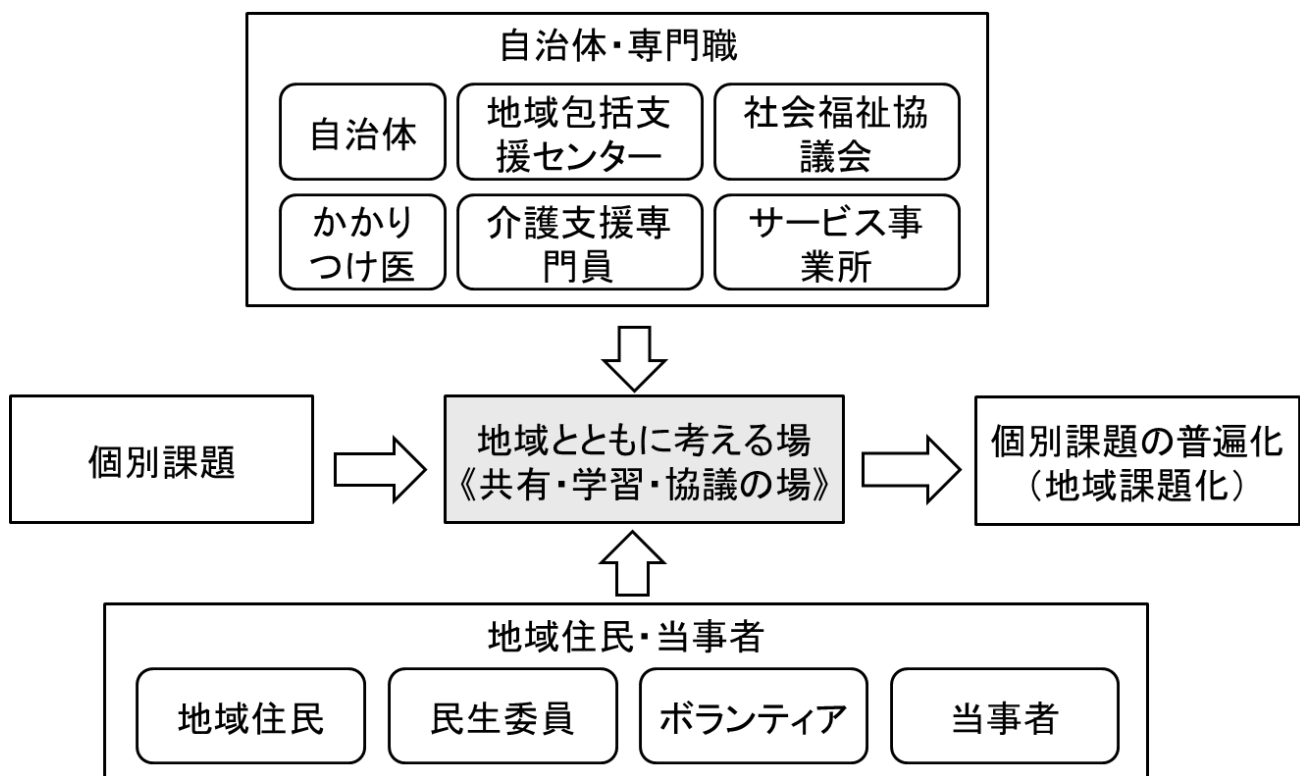 自治体・専門職
自治体
地域包括支
援センター
社会福祉協
議会
かかり
つけ医
介護支援専
門員
サービス事
業所
個別課題
地域とともに考える場
《共有・学習・協議の場》
個別課題の普遍化
（地域課題化）
地域住民・当事者
地域住民
民生委員
ボランティア
当事者